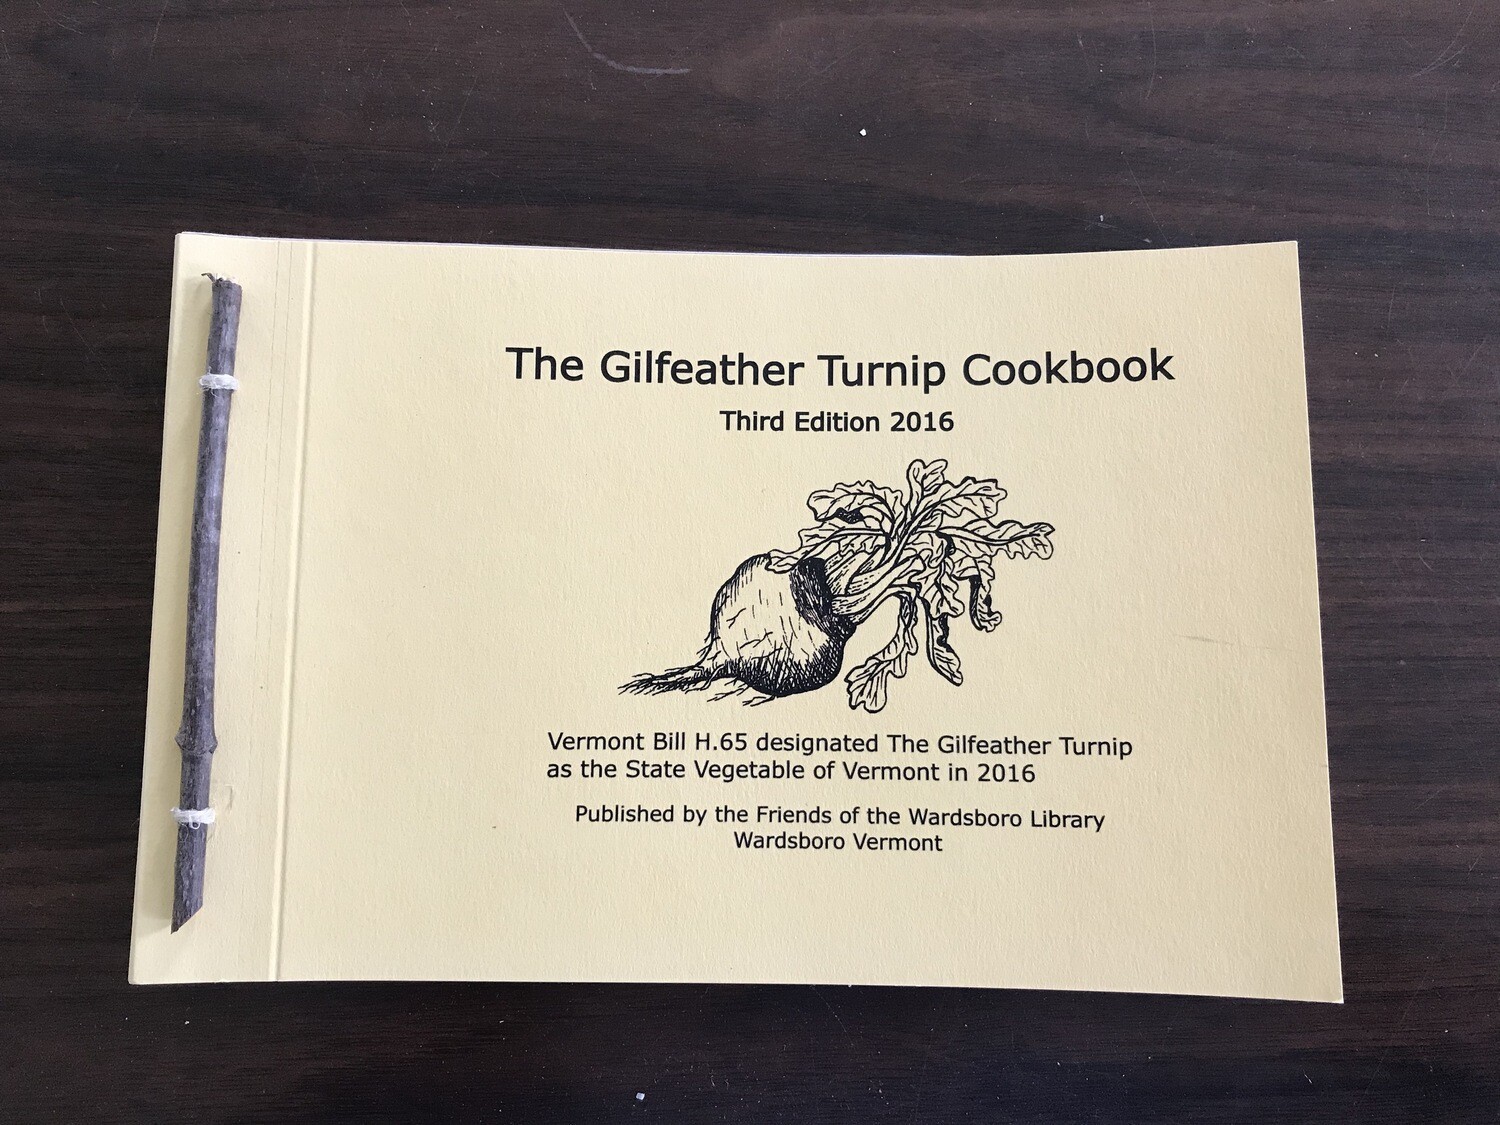 The Gilfeather Turnip Cookbook
Third Edition 2016
Vermont Bill H.65 designated The Gilfeather Turnip
as the State Vegetable of Vermont in 2016
Published by the Friends of the Wardsboro Library
Wardsboro Vermont